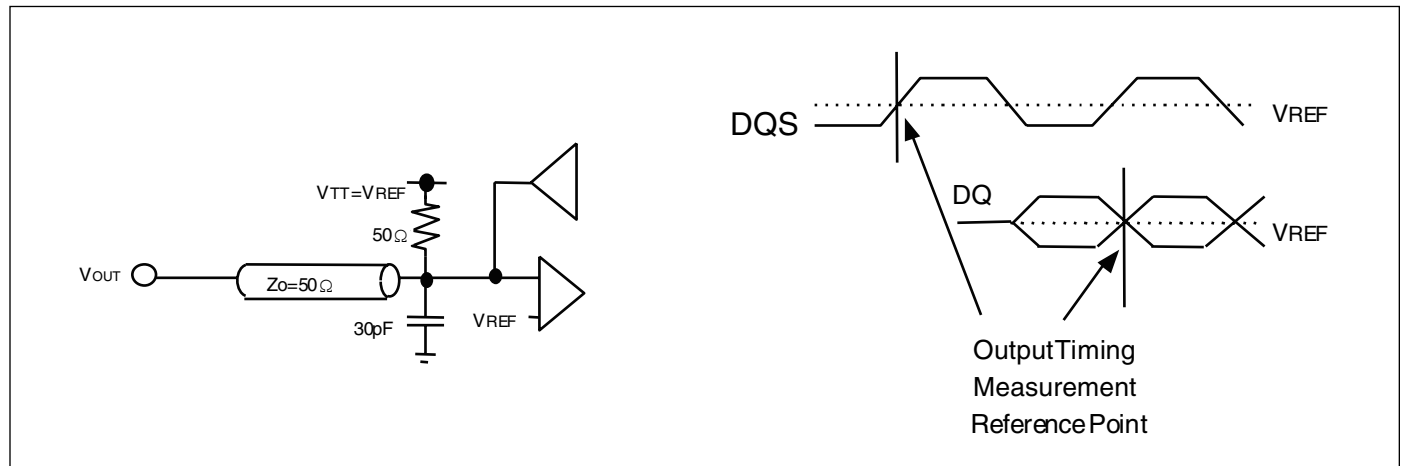 VTT=VREF
50Ω
VOUT
Zo=50Ω
30pF
VREF
DQS
VREF
DQ
VREF
OutputTiming
Measurement
ReferencePoint